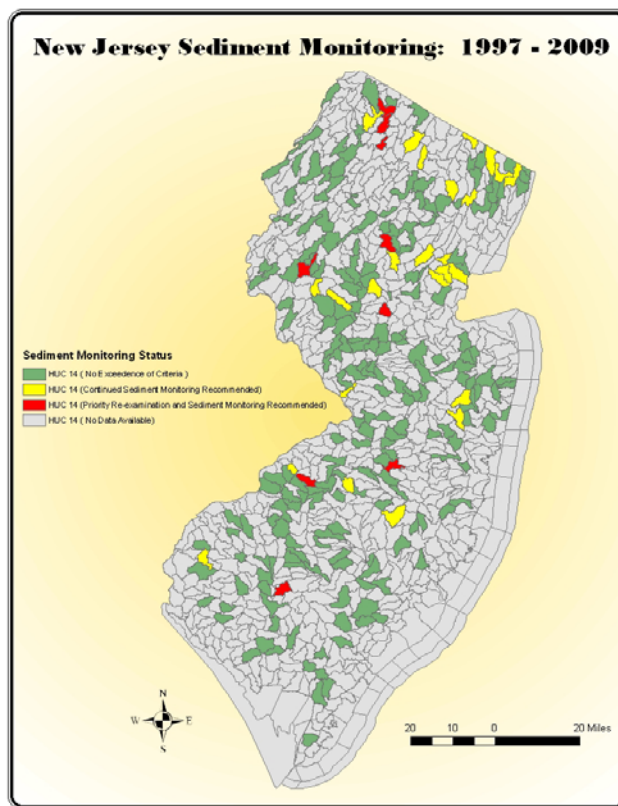 New Jersey Sediment Monitoring: 1997 - 2009
Sediment Monitoring Status
HUC 14 ( No Exceedence of Criteria )
HUC 14 (Continued Sediment Monitoring Recommended)
HUC 14 (Priority Re-examination and Sediment Monitoring Recommended)
HUC 14 ( No Data Available)
N
W E
S
20 10 0 20 Miles